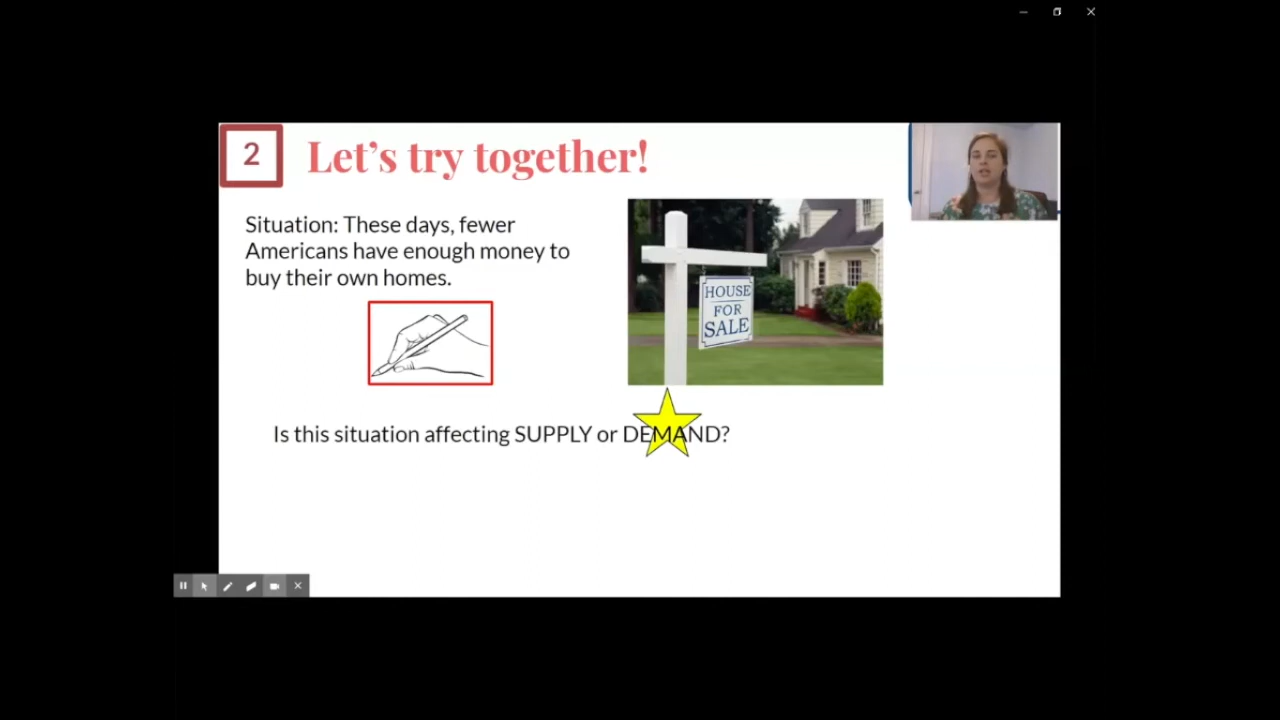 2
Let's try together!
Situation: These days, fewer
Americans have enough money to
buy their own homes.
HOUSE
FOR
SALE
Is this situation affecting SUPPLY or DEMAND?